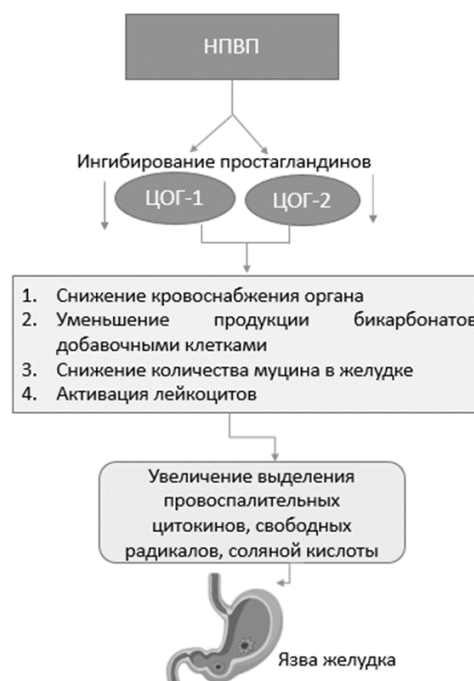 НПВП
Ингибирование простагландинов
ЦОГ-1
ЦОГ-2
1. Снижение кровоснабжения органа
2. Уменьшение продукции бикарбонатов
добавочными клетками
3. Снижение количества муцина в желудке
4. Активация лейкоцитов
Увеличение выделения
провоспалительных
цитокинов, свободных
радикалов, соляной кислоты
Язва желудка